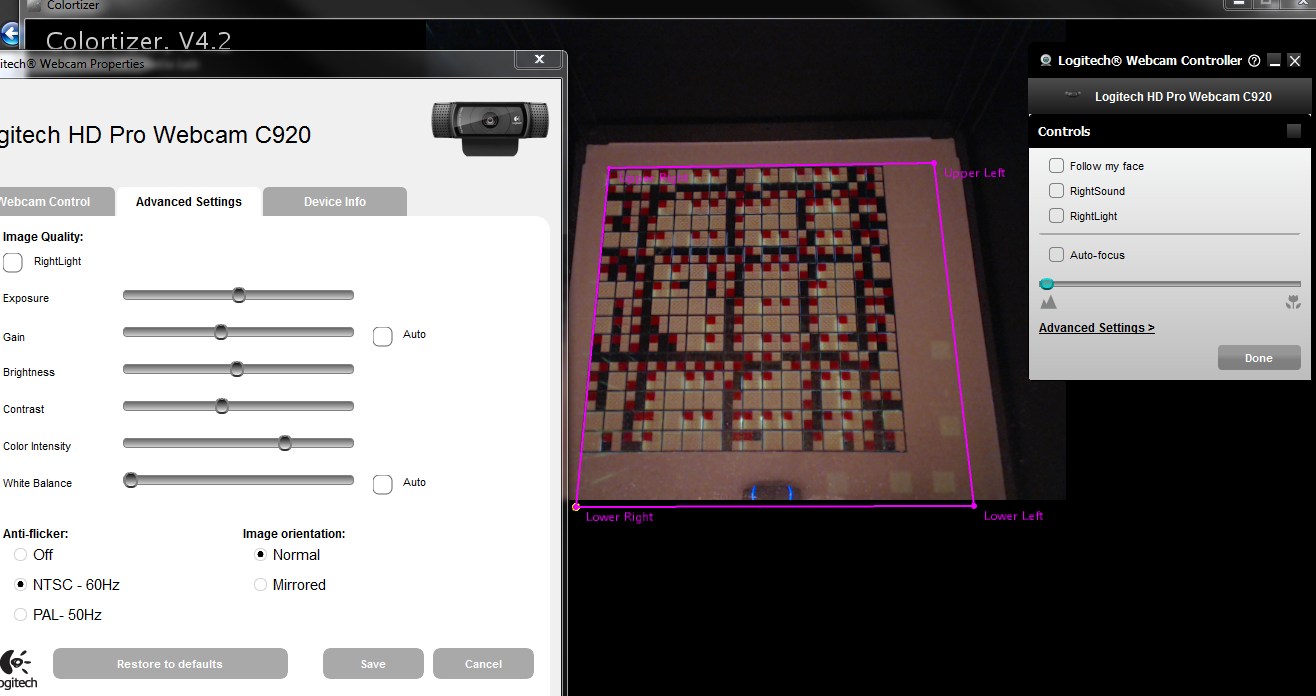 Colortizer
Colortizer. V4.2
itech® Webcam Properties
gitech HD Pro Webcam C920
Webcam Control
Advanced Settings
Device Info
Image Quality:
RightLight
Exposure
Gain
Auto
Brightness
Contrast
Color Intensity
White Balance
Auto
Anti-flicker:
Off
NTSC - 60Hz
PAL- 50Hz
Image orientation:
Normal
Mirrored
ogitech
Restore to defaults
Save
Cancel
Upper Right
Upper Left
Lower Right
Lower Left
Logitech® Webcam Controller
Logitech HD Pro Webcam C920
Controls
Follow my face
RightSound
RightLight
Auto-focus
Advanced Settings >
Done